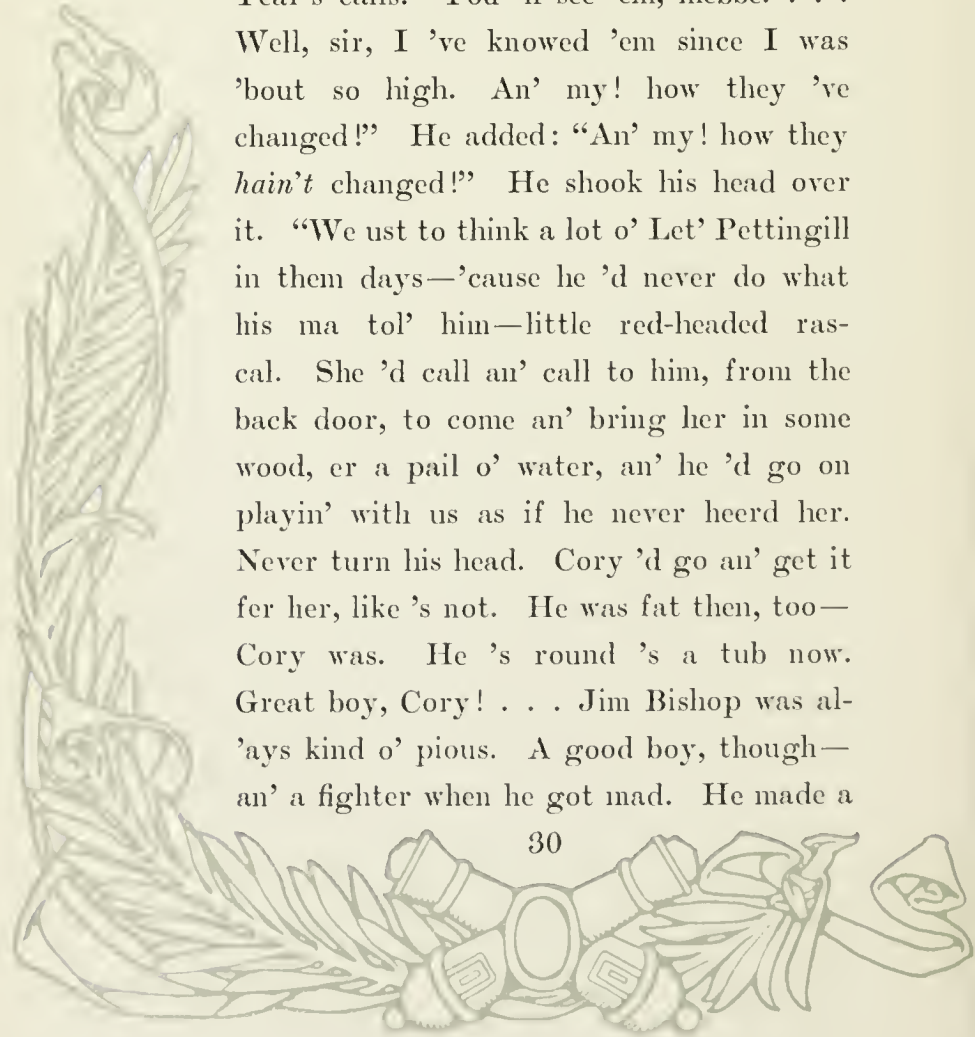 Year's calls. You 'll see 'em, mebbe. . . .
Well, sir, I 've knowed 'em since I was
'bout so high. An' my! how they 've
changed!” He added: “An' my! how they
hain't changed!” He shook his head over
it. “We ust to think a lot o' Let' Pettingill
in them days—'cause he 'd never do what
his ma tol' him—little red-headed ras-
cal. She 'd call an' call to him, from the
back door, to come an' bring her in some
wood, er a pail o' water, an' he 'd go on
playin' with us as if he never heerd her.
Never turn his head. Cory 'd go an' get it
fer her, like 's not. He was fat then, too—
Cory was. He 's round 's a tub now.
Great boy, Cory! . . . Jim Bishop was al-
'ays kind o' pious. A good boy, though—
an' a fighter when he got mad. He made a
30